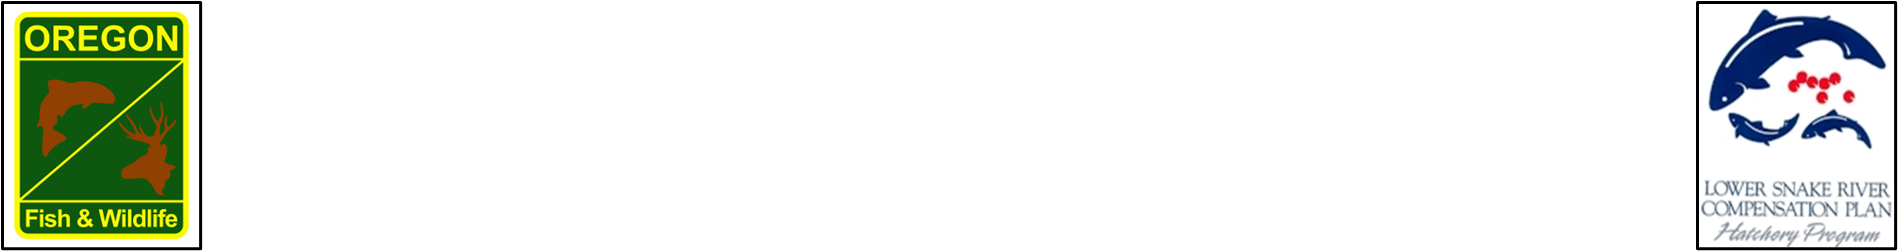 OREGON
Fish & Wildlife
LOWER SNAKE RIVER
COMPENSATION PLAN
Hatchery Program